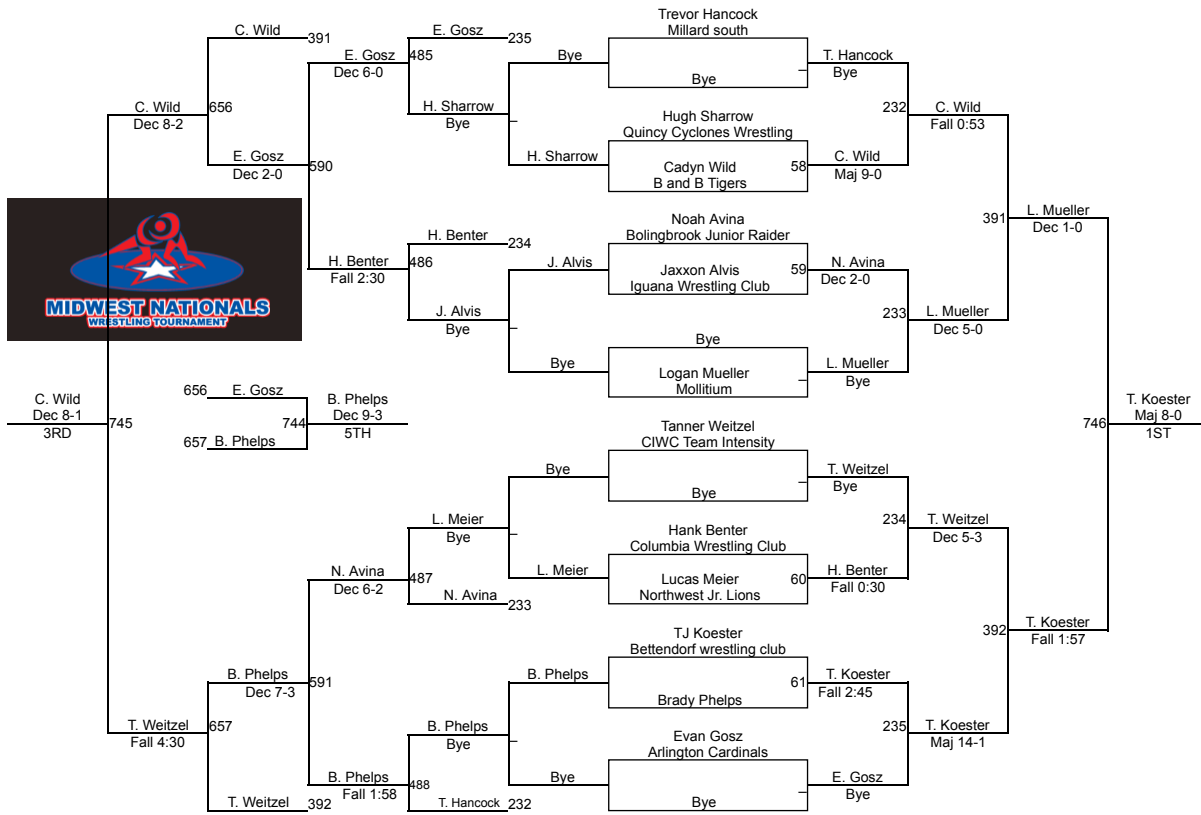 Trevor Hancock
Millard south
C. Wild
391
E. Gosz
235
E. Gosz
485
Dec 6-0
Bye
Bye
T. Hancock
Bye
C. Wild
656
Dec 8-2
H. Sharrow
Bye
232
C. Wild
Fall 0:53
Hugh Sharrow
Quincy Cyclones Wrestling
E. Gosz
590
Dec 2-0
H. Sharrow
Cadyn Wild
58
B and B Tigers
C. Wild
Maj 9-0
Noah Avina
Bolingbrook Junior Raider
391
L. Mueller
Dec 1-0
MIDWEST NATIONALS
WRESTLING TOURNAMENT
H. Benter
234
H. Benter
486
Fall 2:30
J. Alvis
Jaxxon Alvis
59
Iguana Wrestling Club
N. Avina
Dec 2-0
J. Alvis
Bye
233
L. Mueller
Dec 5-0
Bye
Bye
Logan Mueller
Mollitium
L. Mueller
Bye
C. Wild
Dec 8-1
3RD
745
656
E. Gosz
744
657
B. Phelps
B. Phelps
Dec 9-3
5TH
T. Koester
Maj 8-0
1ST
746
Tanner Weitzel
CIWC Team Intensity
Bye
Bye
T. Weitzel
Bye
L. Meier
Bye
234
T. Weitzel
Dec 5-3
Hank Benter
Columbia Wrestling Club
N. Avina
487
Dec 6-2
L. Meier
Lucas Meier
60
Northwest Jr. Lions
H. Benter
Fall 0:30
N. Avina
233
392
T. Koester
Fall 1:57
TJ Koester
Bettendorf wrestling club
B. Phelps
591
Dec 7-3
B. Phelps
61
Brady Phelps
T. Koester
Fall 2:45
T. Weitzel
657
Fall 4:30
B. Phelps
Bye
235
T. Koester
Maj 14-1
Evan Gosz
Arlington Cardinals
B. Phelps
488
Fall 1:58
Bye
Bye
E. Gosz
Bye
T. Weitzel
392
T. Hancock
232